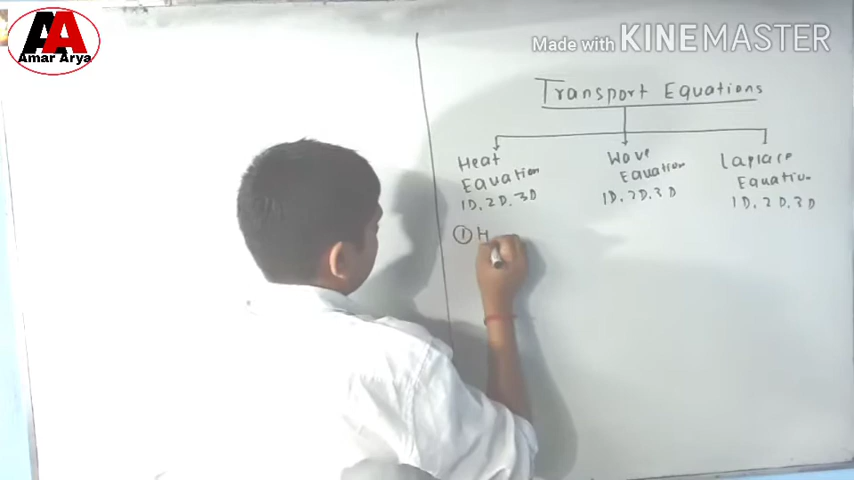 AA
Amar Arya
Made with KINEMASTER
Transport Equations
Heat
Equation
1D, 2D, 3D
Wave
Equation
1D, 2D, 3D
Laplace
Equation
1D, 2D, 3D
① H